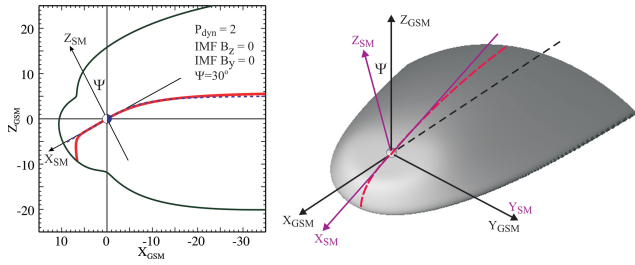 20
10
0
-10
-20
Z_GSM
10
0
-10
-20
-30
X_GSM
Z_SM
Ψ
X_SM
P_dyn = 2
IMF B_z = 0
IMF B_y = 0
Ψ=30°
Z_GSM
Z_SM
Ψ
X_GSM
X_SM
Y_SM
Y_GSM